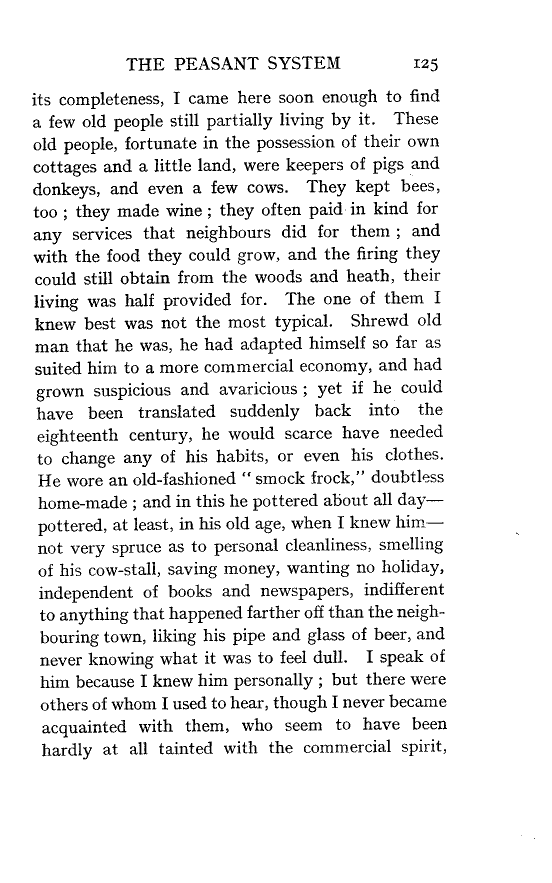 THE PEASANT SYSTEM 125
its completeness, I came here soon enough to find
a few old people still partially living by it. These
old people, fortunate in the possession of their own
cottages and a little land, were keepers of pigs and
donkeys, and even a few cows. They kept bees,
too ; they made wine ; they often paid in kind for
any services that neighbours did for them ; and
with the food they could grow, and the firing they
could still obtain from the woods and heath, their
living was half provided for. The one of them I
knew best was not the most typical. Shrewd old
man that he was, he had adapted himself so far as
suited him to a more commercial economy, and had
grown suspicious and avaricious ; yet if he could
have been translated suddenly back into the
eighteenth century, he would scarce have needed
to change any of his habits, or even his clothes.
He wore an old-fashioned “ smock frock,” doubtless
home-made ; and in this he pottered about all day—
pottered, at least, in his old age, when I knew him—
not very spruce as to personal cleanliness, smelling
of his cow-stall, saving money, wanting no holiday,
independent of books and newspapers, indifferent
to anything that happened farther off than the neigh-
bouring town, liking his pipe and glass of beer, and
never knowing what it was to feel dull. I speak of
him because I knew him personally ; but there were
others of whom I used to hear, though I never became
acquainted with them, who seem to have been
hardly at all tainted with the commercial spirit,